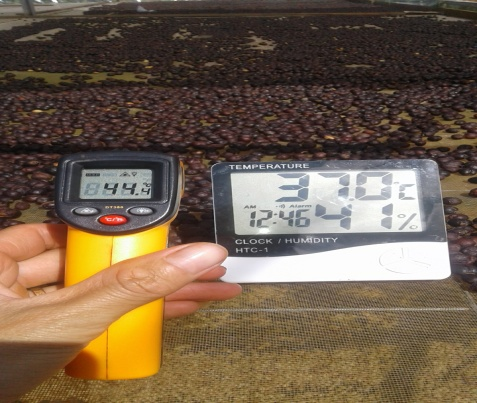 44.4°C
DT380
°C/°F
TEMPERATURE
37.0°C
AM Alarm
12:46 41%
CLOCK / HUMIDITY
HTC-1